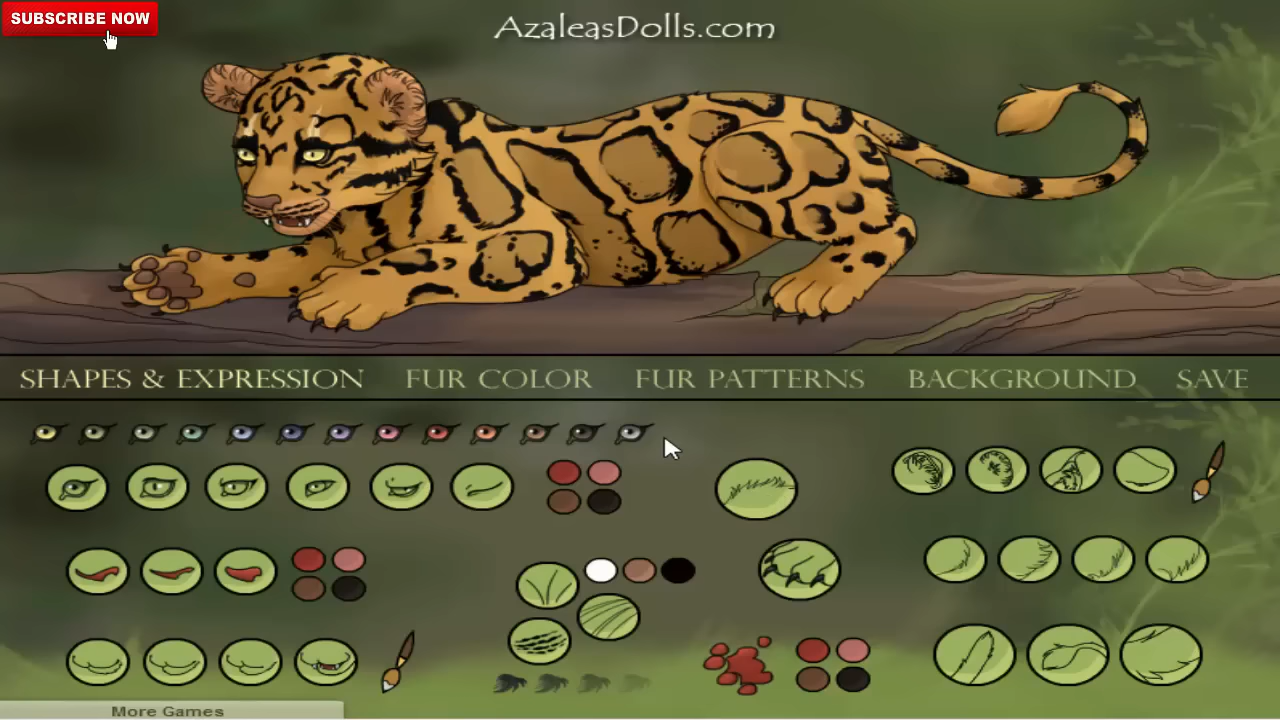 SUBSCRIBE NOW
AzaleasDolls.com
SHAPES & EXPRESSION FUR COLOR FUR PATTERNS BACKGROUND SAVE
More Games